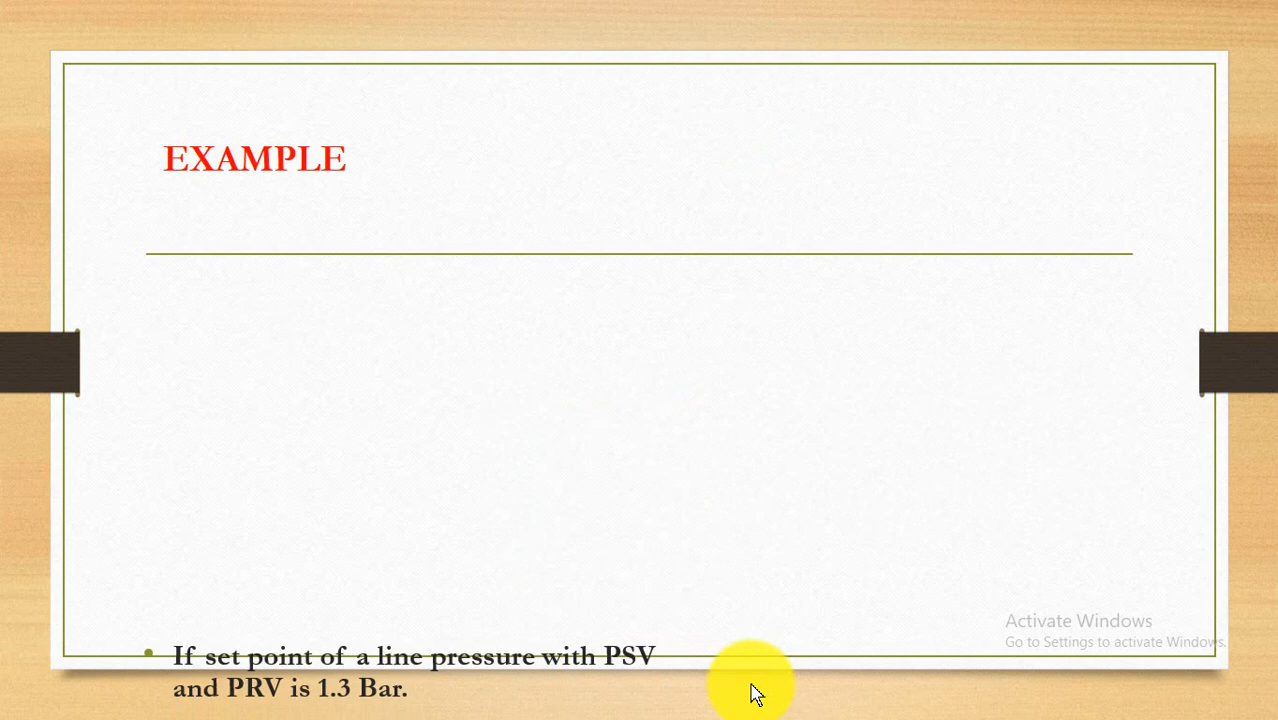 EXAMPLE
• If set point of a line pressure with PSV
and PRV is 1.3 Bar.
Activate Windows
Go to Settings to activate Windows.